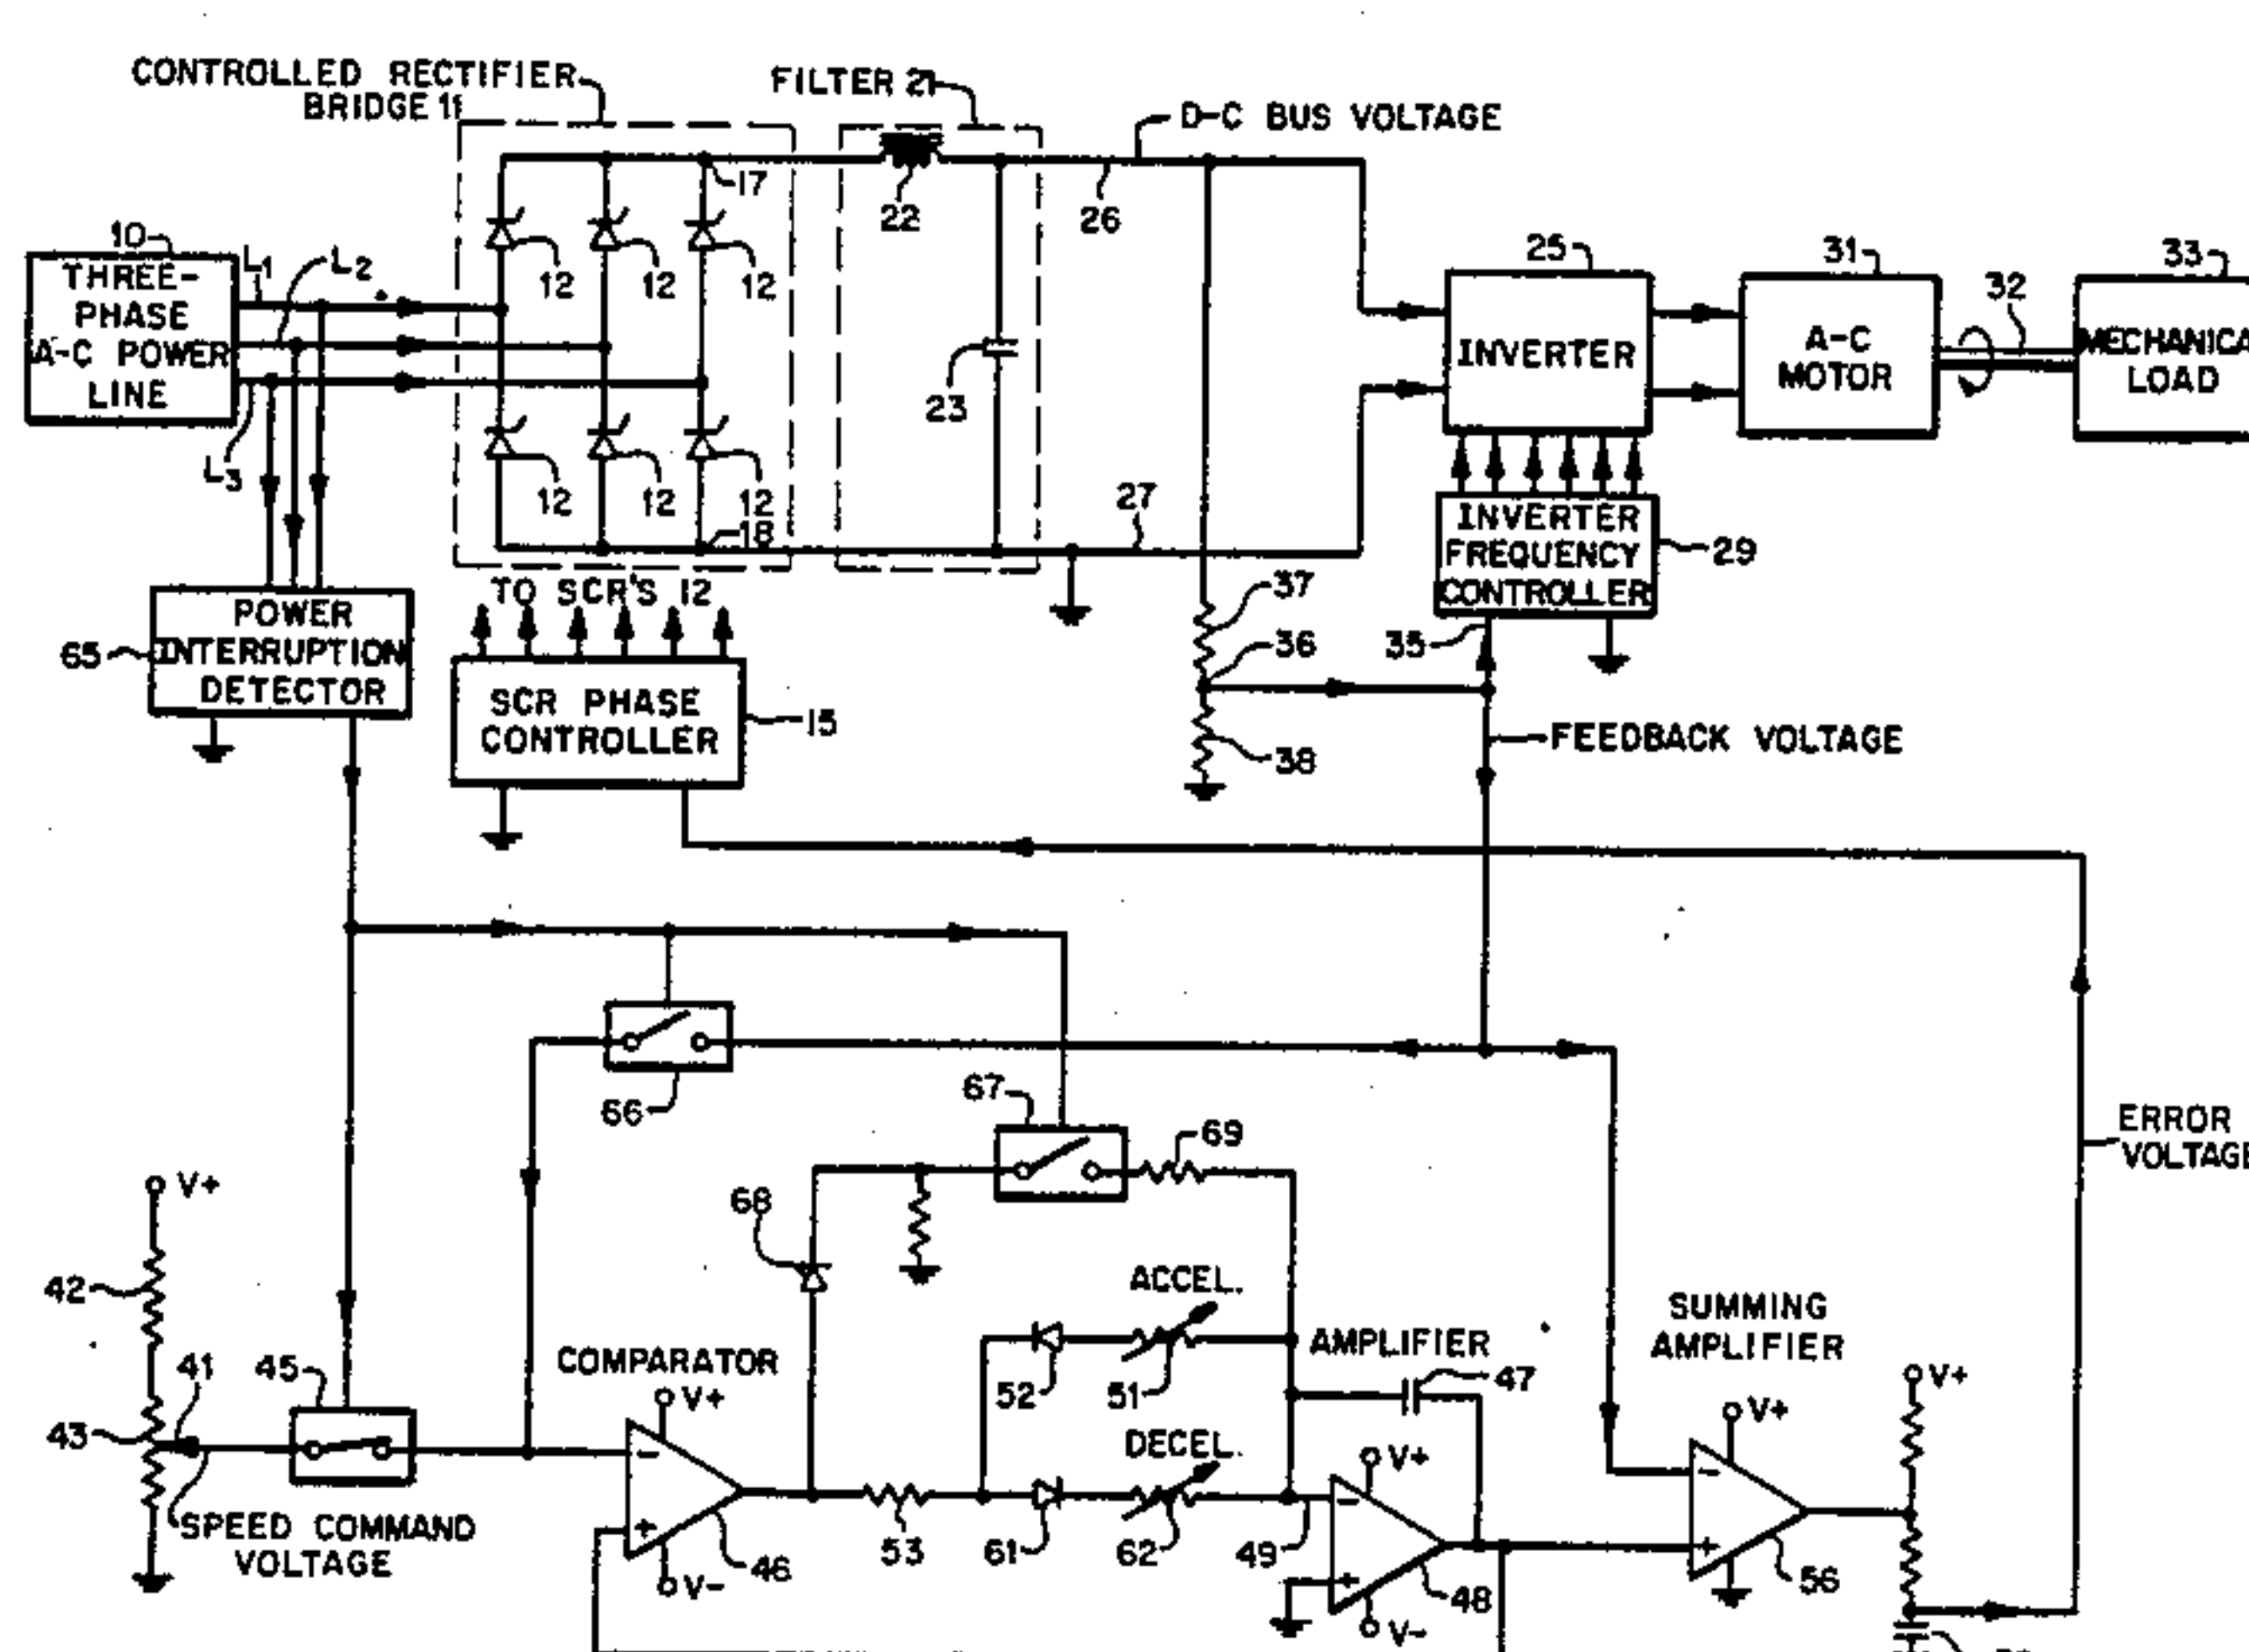 CONTROLLED RECTIFIER
BRIDGE 11
FILTER 21
D-C BUS VOLTAGE
17
22
26
10
L1
L2
THREE-
PHASE
A-C POWER
LINE
12
12
12
25
31
33
32
INVERTER
A-C
MOTOR
MECHANICA
LOAD
23
L3
12
12
12
18
27
INVERTER
FREQUENCY
CONTROLLER
29
TO SCR'S 12
37
POWER
INTERRUPTION
DETECTOR
65
36
35
SCR PHASE
CONTROLLER
15
38
FEEDBACK VOLTAGE
66
67
69
ERROR
VOLTAGE
V+
68
42
ACCEL.
SUMMING
AMPLIFIER
41
45
COMPARATOR
V+
52
51
AMPLIFIER
47
V+
43
DECEL.
V+
V+
−
−
−
SPEED COMMAND
VOLTAGE
+
46
53
61
62
49
+
48
+
56
V-
V-